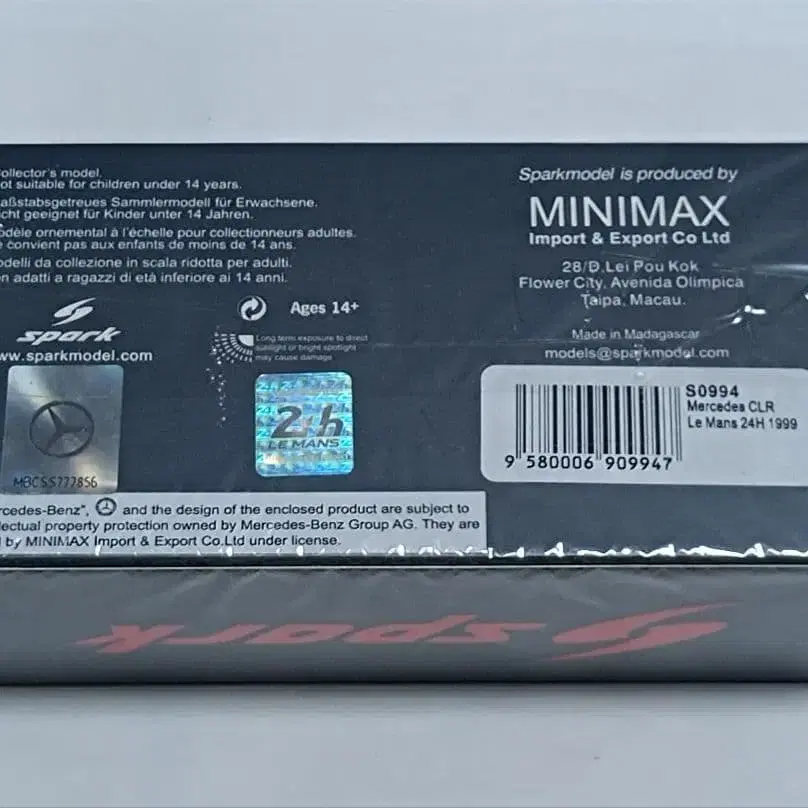 ollector's model.
ot suitable for children under 14 years.
aßstabsgetreues Sammlermodell für Erwachsene.
cht geeignet für Kinder unter 14 Jahren.
odèle ornemental à l'échelle pour collectionneurs adultes.
e convient pas aux enfants de moins de 14 ans.
odelli da collezione in scala ridotta per adulti.
on adatti a ragazzi di età inferiore ai 14 anni.
spark
ww.sparkmodel.com
Ages 14+
Long term exposure to direct
sunlight or bright spotlight
may cause damage
MBCS5777856
24h
LE MANS
rcedes-Benz", and the design of the enclosed product are subject to
lectual property protection owned by Mercedes-Benz Group AG. They are
l by MINIMAX Import & Export Co.Ltd under license.
Sparkmodel is produced by
MINIMAX
Import & Export Co Ltd
28/D,Lei Pou Kok
Flower City, Avenida Olimpica
Taipa, Macau.
Made in Madagascar
models@sparkmodel.com
S0994
Mercedes CLR
Le Mans 24H 1999
9 580006 909947
spark